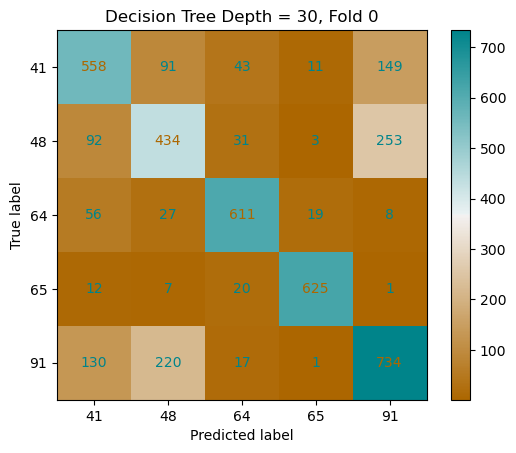 Decision Tree Depth = 30, Fold 0
True label
41 558 91 43 11 149
48 92 434 31 3 253
64 56 27 611 19 8
65 12 7 20 625 1
91 130 220 17 1 734
41 48 64 65 91
Predicted label
700
600
500
400
300
200
100